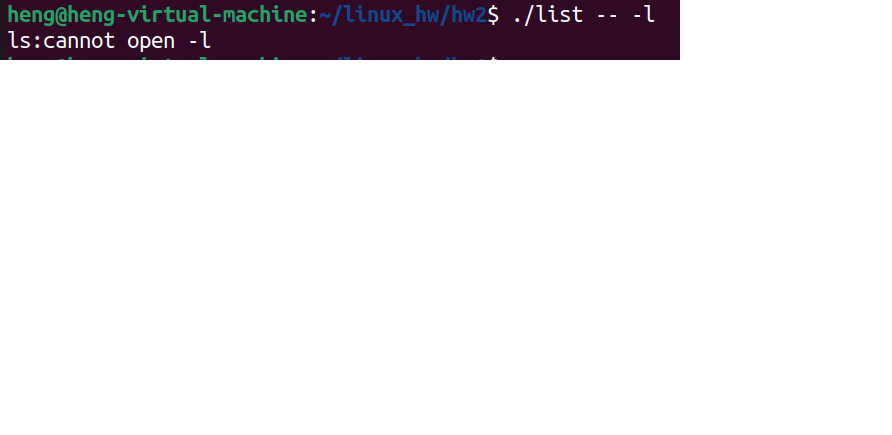 heng@heng-virtual-machine:~/linux_hw/hw2$ ./list -- -l
ls:cannot open -l